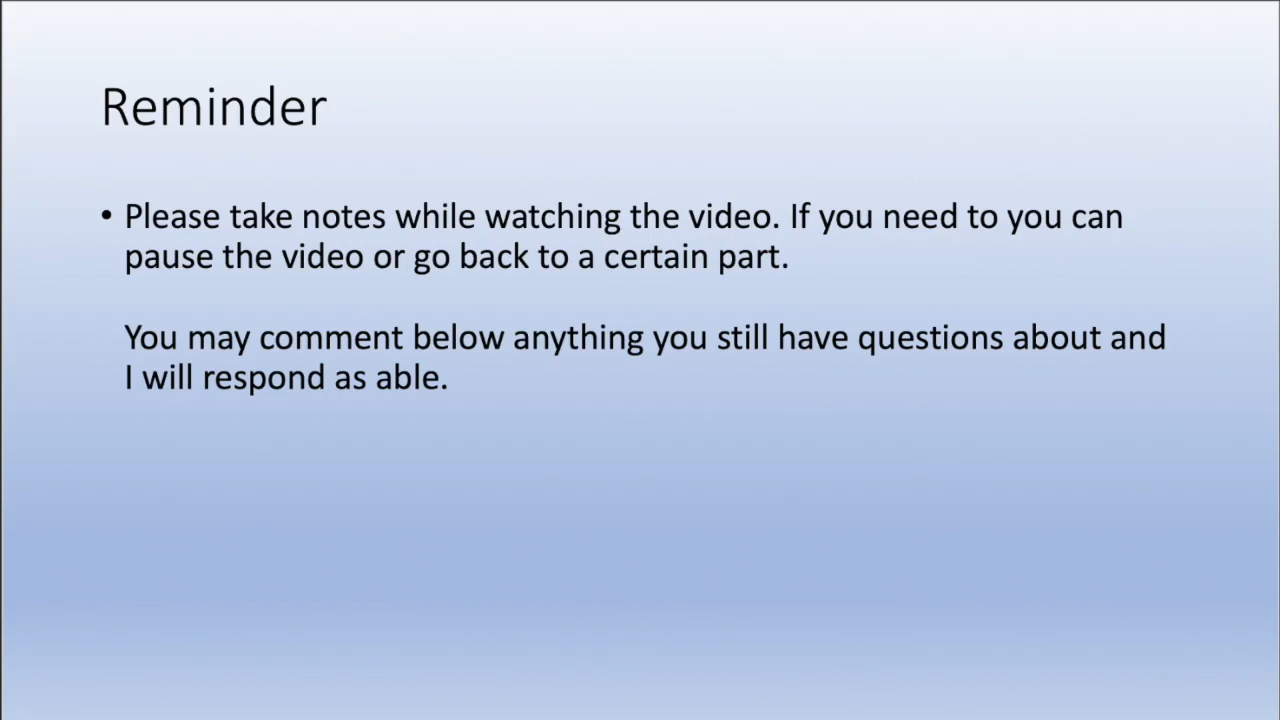 Reminder
• Please take notes while watching the video. If you need to you can
pause the video or go back to a certain part.
You may comment below anything you still have questions about and
I will respond as able.